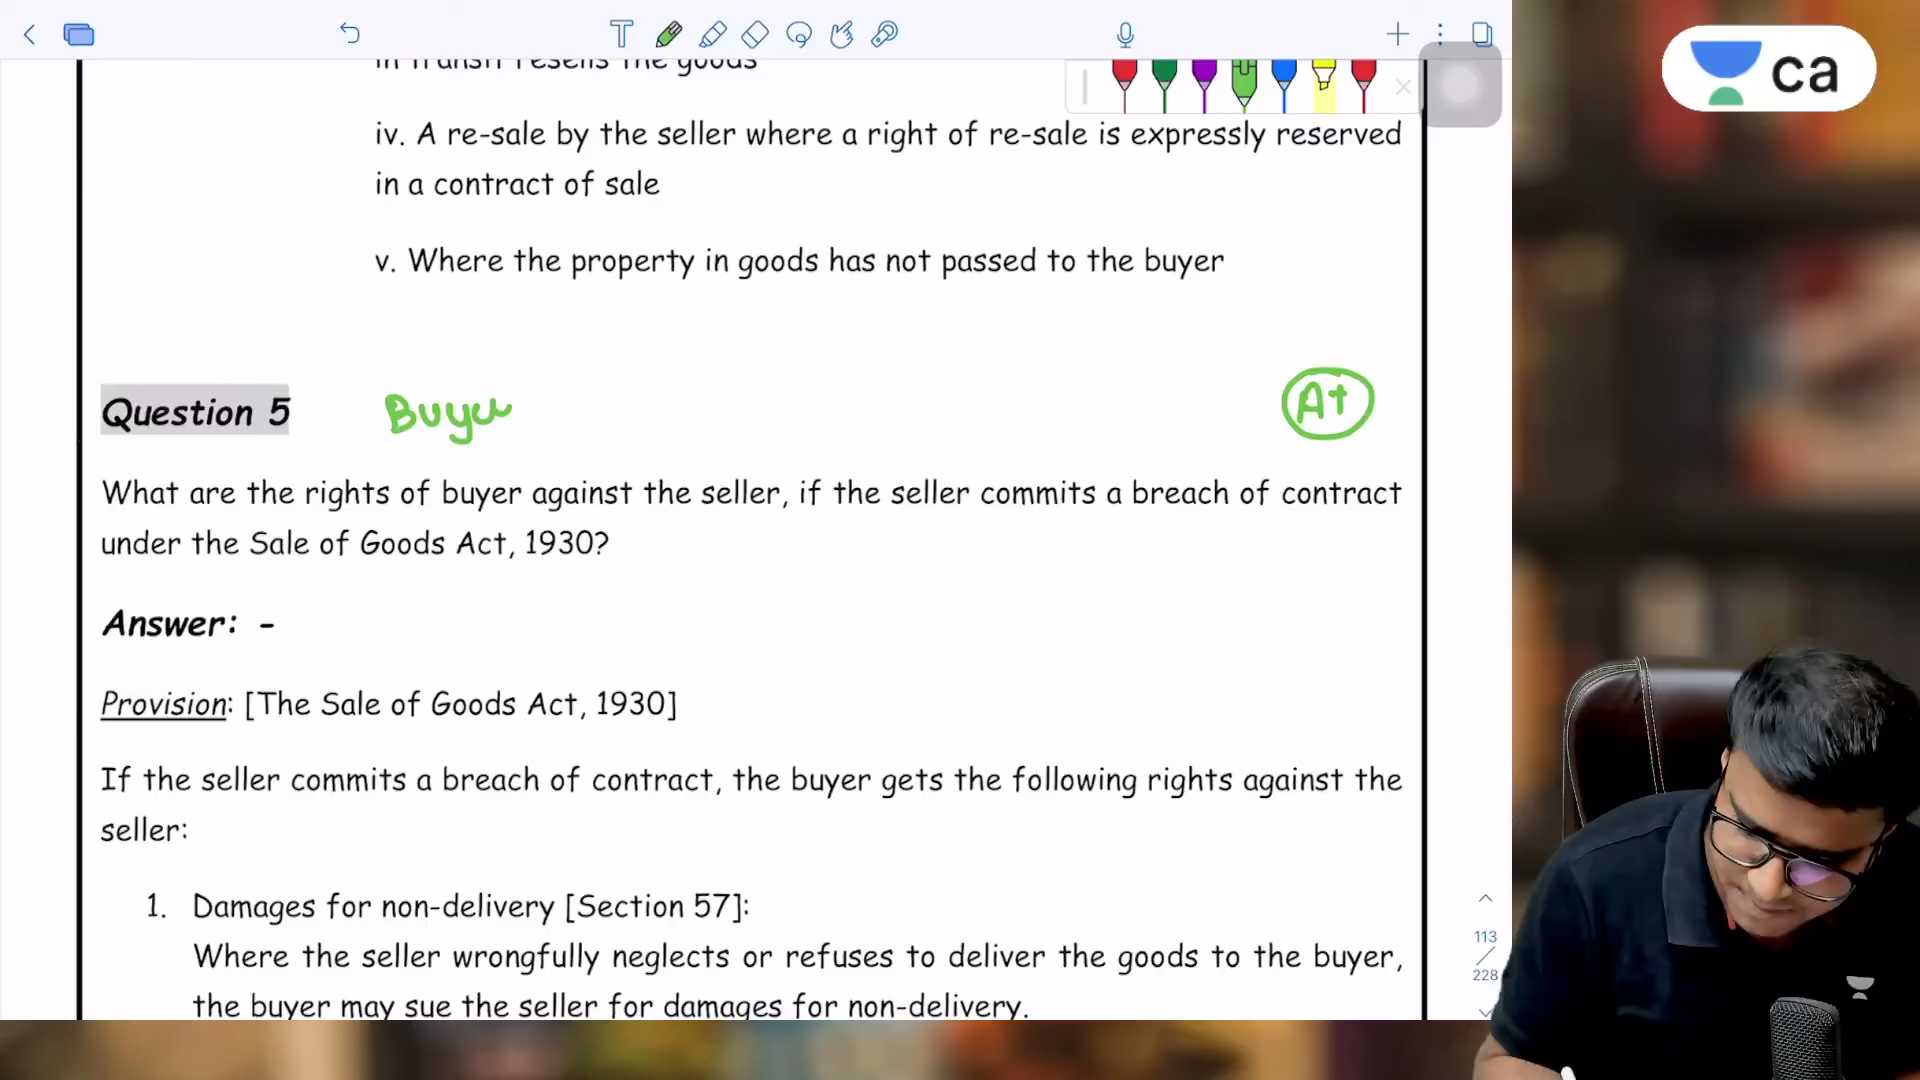 in transit resells the goods
ca
iv. A re-sale by the seller where a right of re-sale is expressly reserved
in a contract of sale
v. Where the property in goods has not passed to the buyer
Question 5
Buyer
A+
What are the rights of buyer against the seller, if the seller commits a breach of contract
under the Sale of Goods Act, 1930?
Answer: -
Provision: [The Sale of Goods Act, 1930]
If the seller commits a breach of contract, the buyer gets the following rights against the
seller:
1. Damages for non-delivery [Section 57]:
Where the seller wrongfully neglects or refuses to deliver the goods to the buyer,
the buyer may sue the seller for damages for non-delivery.
113
228